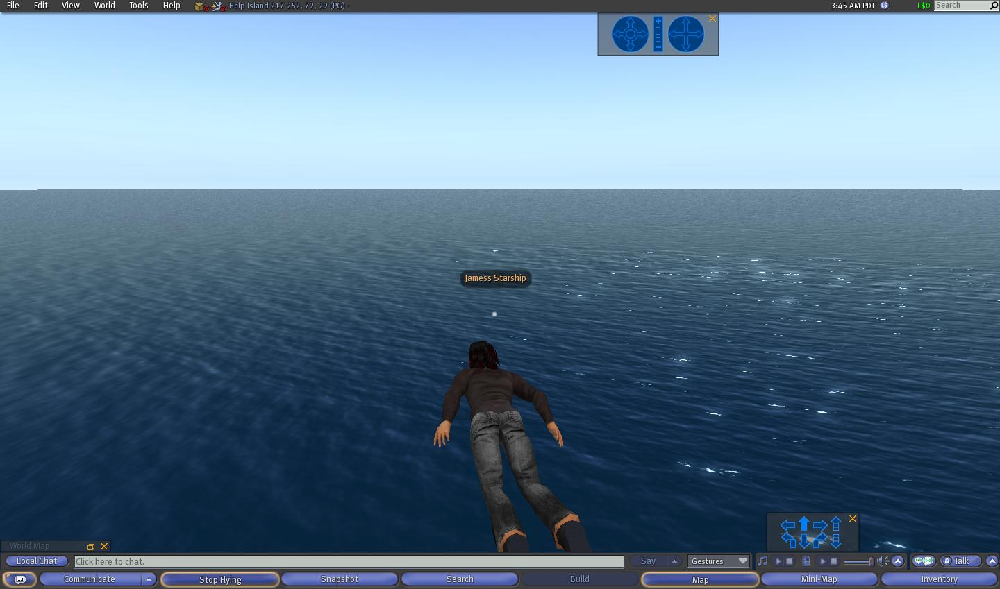 File Edit View World Tools Help Help Island 217 252, 72, 29 (PG) - 3:45 AM PDT L$ L$0 Search
Jamess Starship
World Map
Local Chat Click here to chat. Say Gestures Talk
Communicate Stop Flying Snapshot Search Build Map Mini-Map Inventory